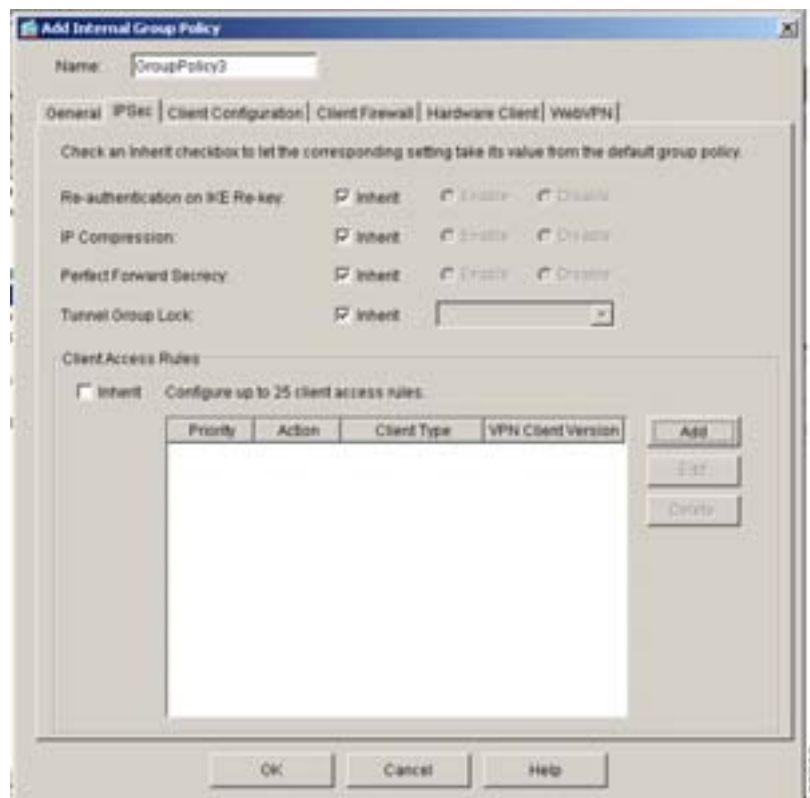 Add Internal Group Policy
Name: GroupPolicy3
General IPSec Client Configuration Client Firewall Hardware Client WebVPN
Check an Inherit checkbox to let the corresponding setting take its value from the default group policy.
Re-authentication on IKE Re-key: Inherit Enable Disable
IP Compression: Inherit Enable Disable
Perfect Forward Secrecy: Inherit Enable Disable
Tunnel Group Lock: Inherit
Client Access Rules
Inherit Configure up to 25 client access rules.
Priority Action Client Type VPN Client Version
Add
Edit
Delete
OK Cancel Help